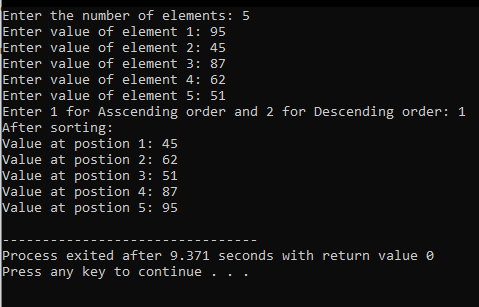 Enter the number of elements: 5
Enter value of element 1: 95
Enter value of element 2: 45
Enter value of element 3: 87
Enter value of element 4: 62
Enter value of element 5: 51
Enter 1 for Asscending order and 2 for Descending order: 1
After sorting:
Value at postion 1: 45
Value at postion 2: 62
Value at postion 3: 51
Value at postion 4: 87
Value at postion 5: 95
--------------------------------
Process exited after 9.371 seconds with return value 0
Press any key to continue . . .